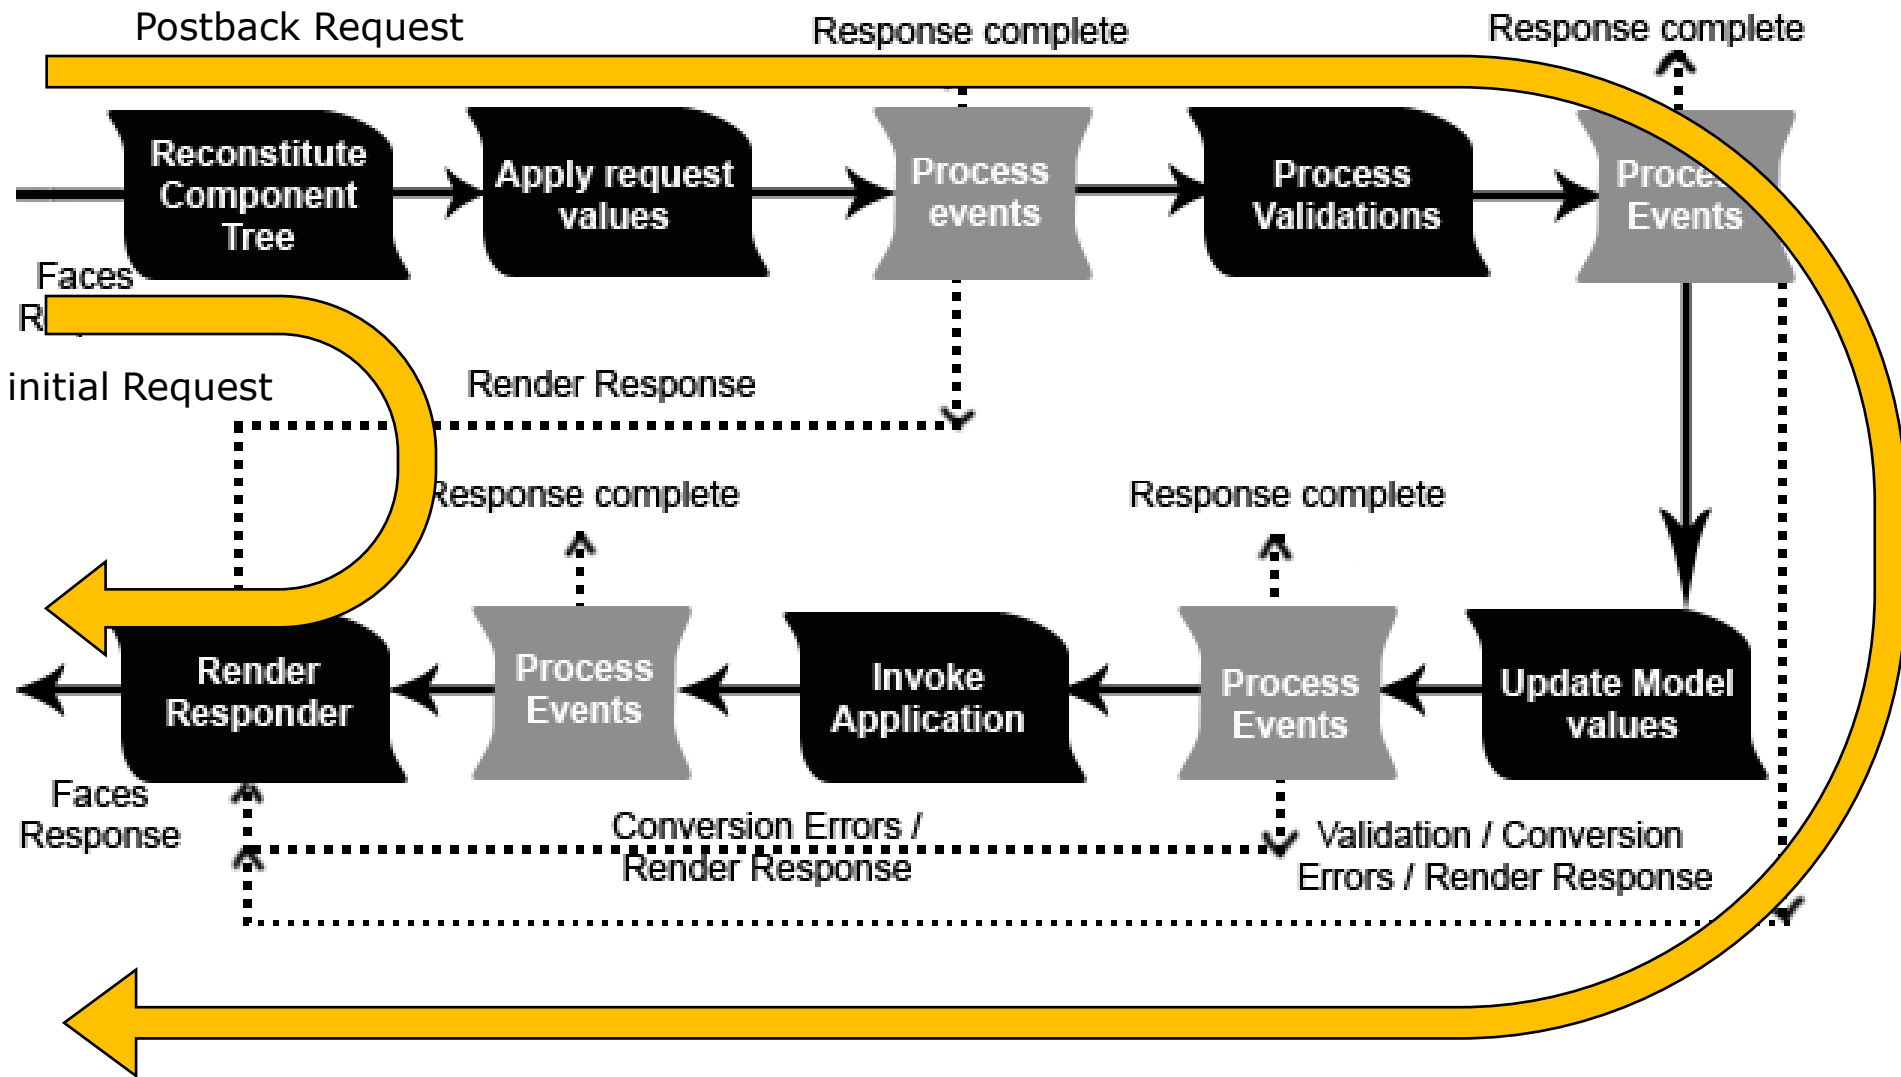 Postback Request
Response complete
Response complete
Reconstitute
Component
Tree
Apply request
values
Process
events
Process
Validations
Events
Faces
initial Request
Render Response
Response complete
Response complete
Render
Responder
Process
Events
Invoke
Application
Process
Events
Update Model
values
Faces
Response
Conversion Errors /
Render Response
Validation / Conversion
Errors / Render Response